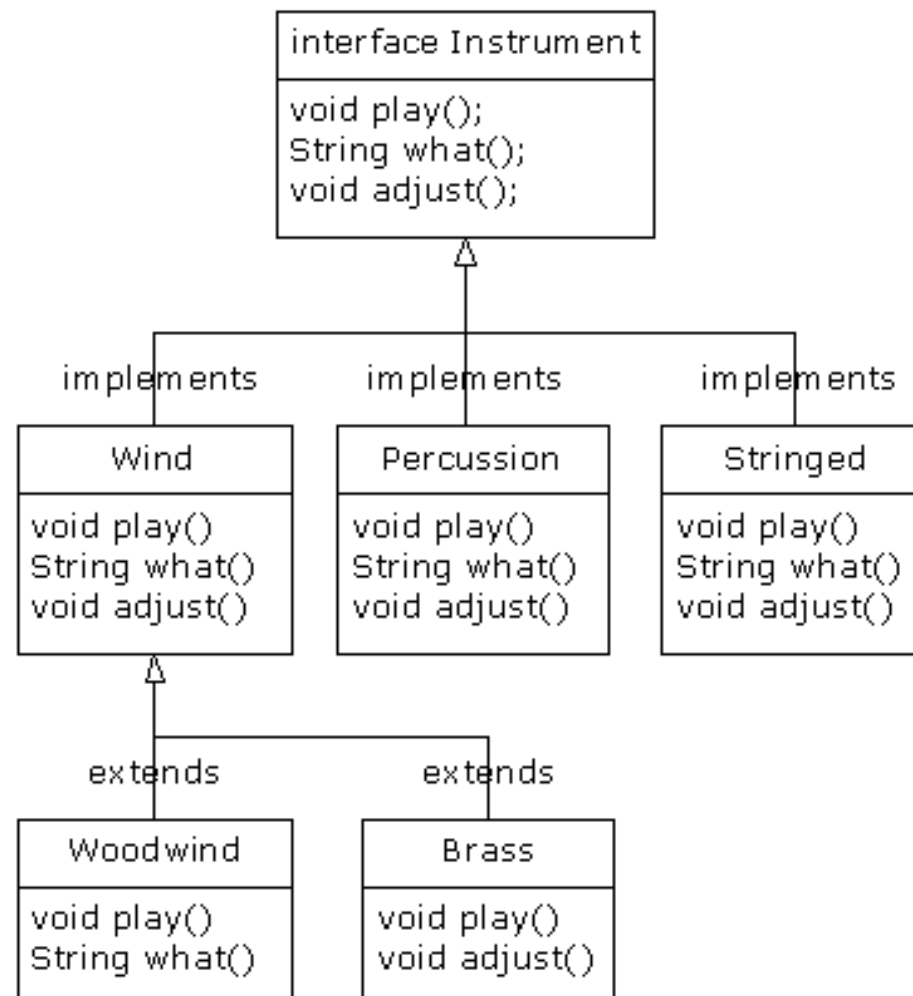 interface Instrument
void play();
String what();
void adjust();
implements
implements
implements
Wind
void play()
String what()
void adjust()
Percussion
void play()
String what()
void adjust()
Stringed
void play()
String what()
void adjust()
extends
extends
Woodwind
void play()
String what()
Brass
void play()
void adjust()